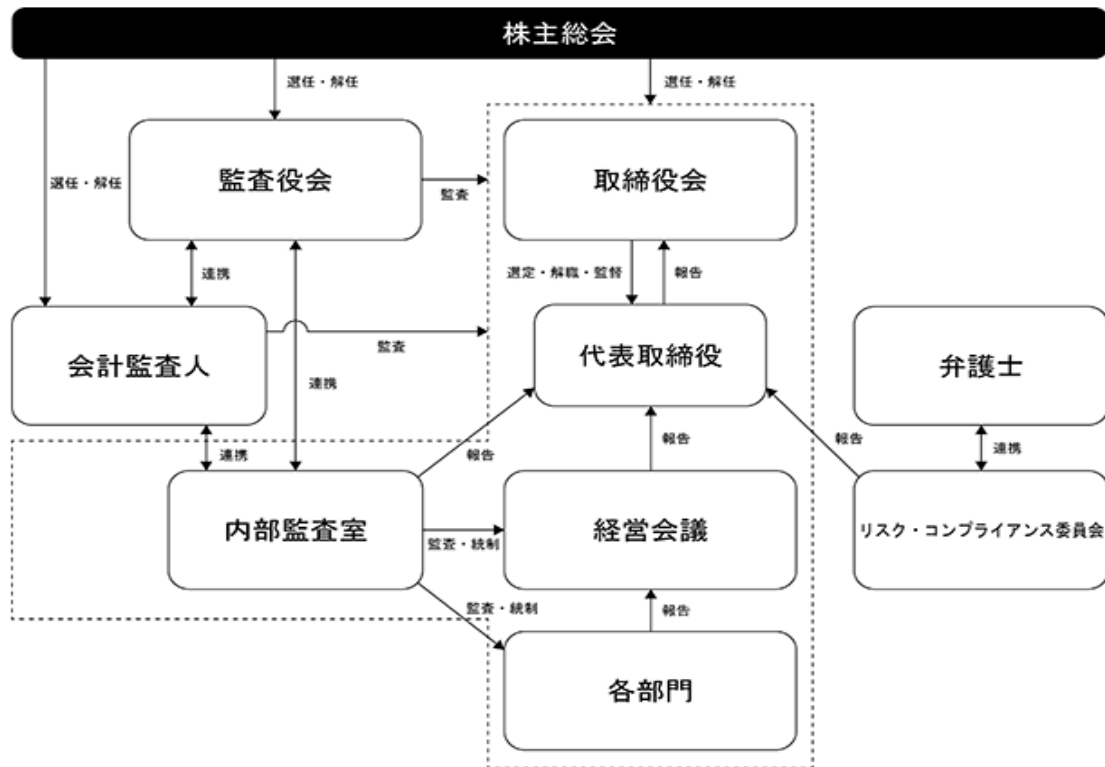 株主総会
選任・解任
選任・解任
選任・解任
監査役会
監査
取締役会
連携
選定・解職・監督
報告
会計監査人
監査
代表取締役
弁護士
連携
連携
報告
報告
報告
連携
内部監査室
監査・統制
経営会議
リスク・コンプライアンス委員会
監査・統制
報告
各部門